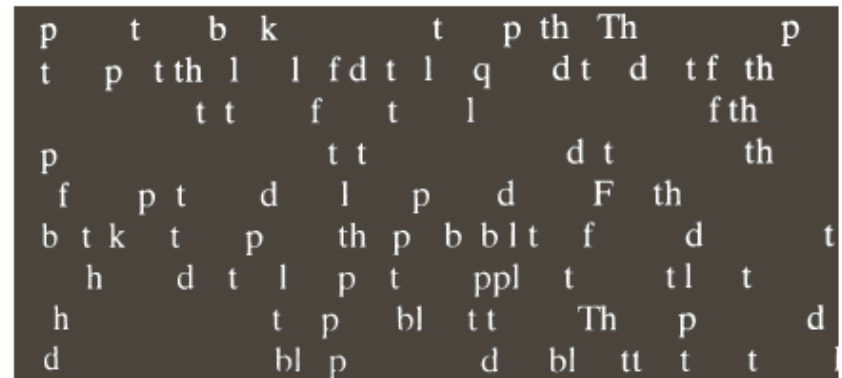 p t b k t p th Th p
t p t th l l f d t l q d t d t f th
t t f t l f th
p t t d t th
f p t d l p d F th
b t k t p th p b b l t f d t
h d t l p t ppl t t l t
h t p bl t t Th p d
d bl p d bl tt t t